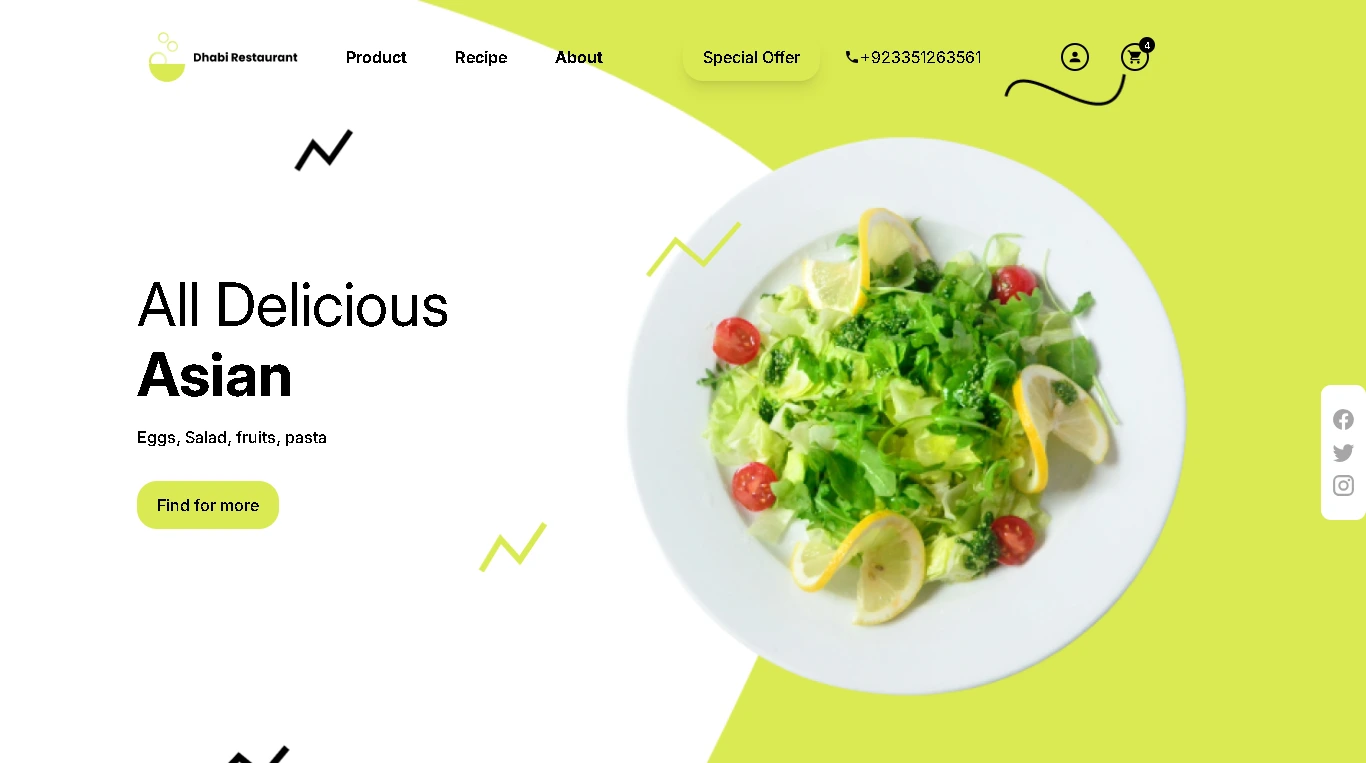 Dhabi Restaurant
Product
Recipe
About
Special Offer
+923351263561
4
All Delicious
Asian
Eggs, Salad, fruits, pasta
Find for more